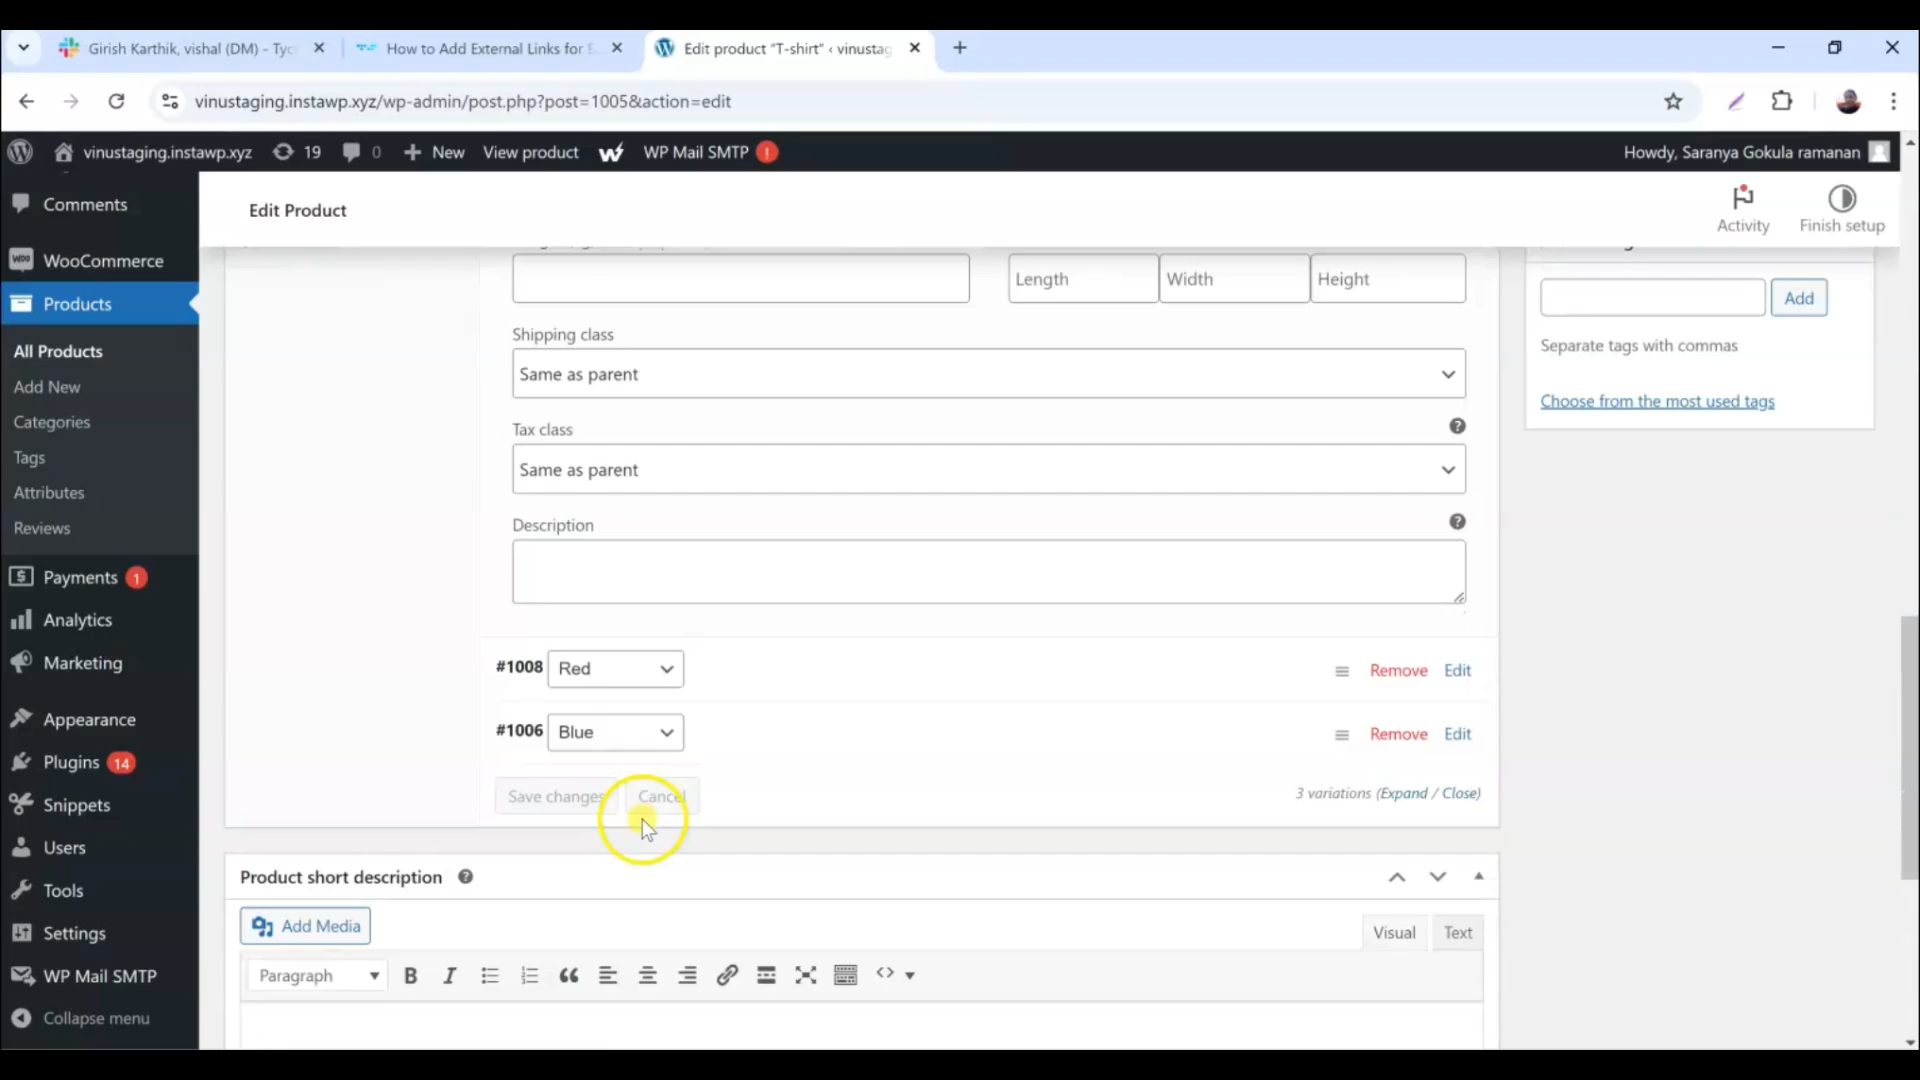 Girish Karthik, vishal (DM) - Tyc
How to Add External Links for E
Edit product "T-shirt" ‹ vinustag
vinustaging.instawp.xyz/wp-admin/post.php?post=1005&action=edit
vinustaging.instawp.xyz 19 0 New View product WP Mail SMTP !
Howdy, Saranya Gokula ramanan
Comments
WooCommerce
Products
All Products
Add New
Categories
Tags
Attributes
Reviews
Payments 1
Analytics
Marketing
Appearance
Plugins 14
Snippets
Users
Tools
Settings
WP Mail SMTP
Collapse menu
Edit Product
Activity
Finish setup
Length
Width
Height
Shipping class
Same as parent
Tax class
Same as parent
Description
#1008 Red Remove Edit
#1006 Blue Remove Edit
Save changes Cancel
3 variations (Expand / Close)
Add
Separate tags with commas
Choose from the most used tags
Product short description
Add Media
Visual Text
Paragraph